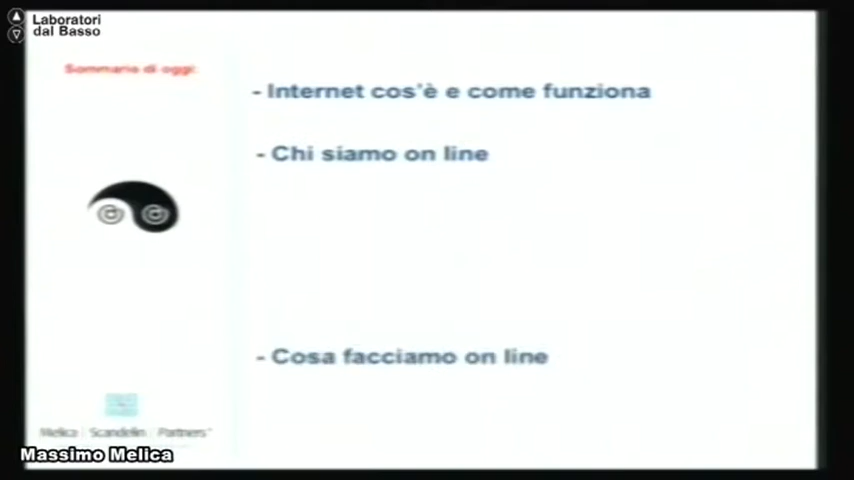 Laboratori
dal Basso
Sommario di oggi:
- Internet cos'è e come funziona
- Chi siamo on line
- Cosa facciamo on line
Melica | Scandelin | Partners
Massimo Melica